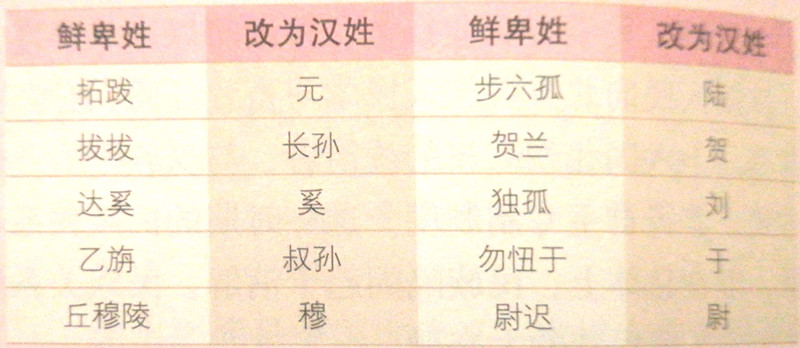 鲜卑姓 改为汉姓 鲜卑姓 改为汉姓
拓跋 元 步六孤 陆
拔拔 长孙 贺兰 贺
达奚 奚 独孤 刘
乙旃 叔孙 勿忸于 于
丘穆陵 穆 尉迟 尉